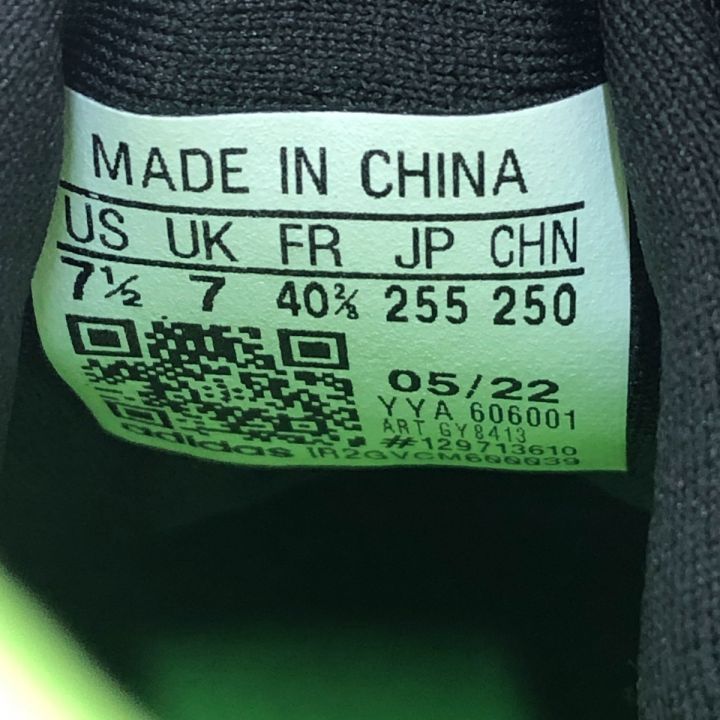 MADE IN CHINA
US UK FR JP CHN
7½ 7 40⅔ 255 250
05/22
YYA 606001
ART GY8413
#129713610
adidas IR2GVCM600039